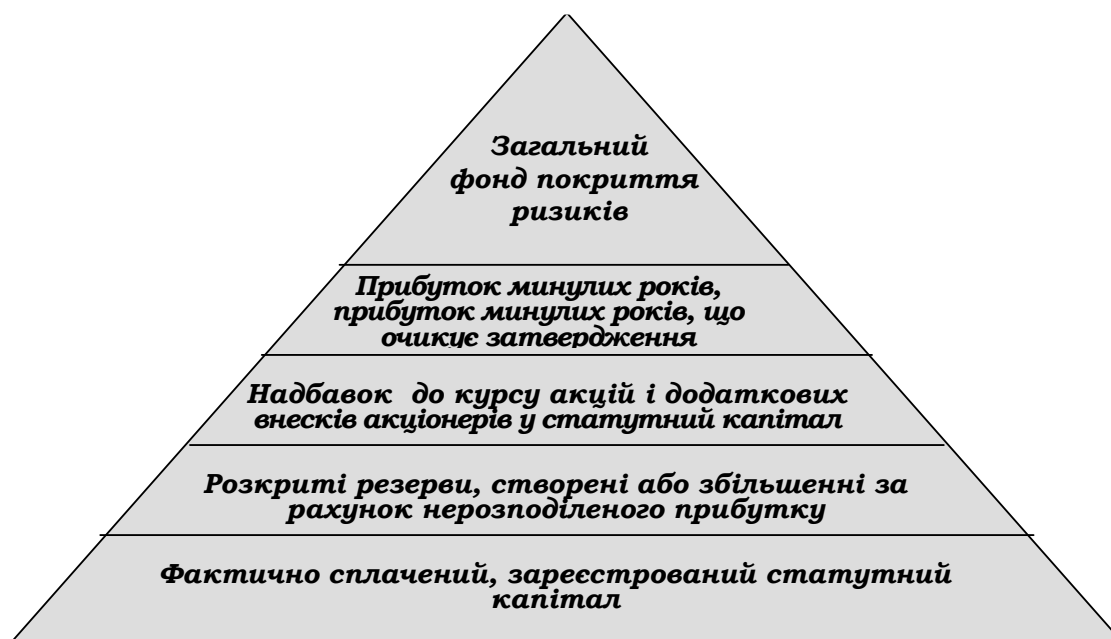 Загальний
фонд покриття
ризиків
Прибуток минулих років,
прибуток минулих років, що
очикує затвердження
Надбавок до курсу акцій і додаткових
внесків акціонерів у статутний капітал
Розкриті резерви, створені або збільшенні за
рахунок нерозподіленого прибутку
Фактично сплачений, зареєстрований статутний
капітал